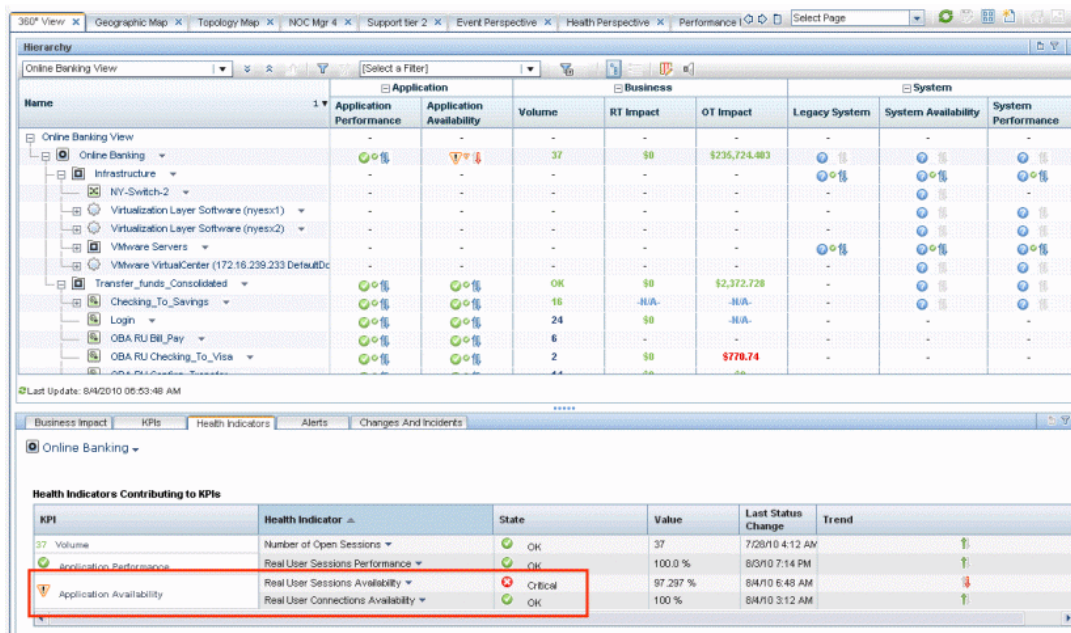 360° View Geographic Map Topology Map NOC Mgr 4 Support tier 2 Event Perspective Health Perspective Performance Select Page
Hierarchy
Online Banking View [Select a Filter]
Application Business System
Name 1 Application Performance Application Availability Volume RT Impact OT Impact Legacy System System Availability System Performance
Online Banking View - - - - - - - -
Online Banking 37 $0 $235,724.403
Infrastructure - - - - -
NY-Switch-2 - - - - - - -
Virtualization Layer Software (nyesx1) - - - - - -
Virtualization Layer Software (nyesx2) - - - - - -
VMware Servers - - - - -
VMware VirtualCenter (172.16.239.233 DefaultDc - - - - - -
Transfer_funds_Consolidated OK $0 $2,372.728 -
Checking_To_Savings 16 -N/A- -N/A- -
Login 24 $0 -N/A- - - -
OBA RU Bill_Pay 6 - - - - -
OBA RU Checking_To_Visa 2 $0 $770.74 - - -
Last Update: 8/4/2010 06:53:48 AM
Business Impact KPIs Health Indicators Alerts Changes And Incidents
Online Banking
Health Indicators Contributing to KPIs
KPI Health Indicator State Value Last Status Change Trend
37 Volume Number of Open Sessions OK 37 7/28/10 4:12 AM
Application Performance Real User Sessions Performance OK 100.0 % 8/3/10 7:14 PM
Application Availability Real User Sessions Availability Critical 97.297 % 8/4/10 6:48 AM
Real User Connections Availability OK 100 % 8/4/10 3:12 AM